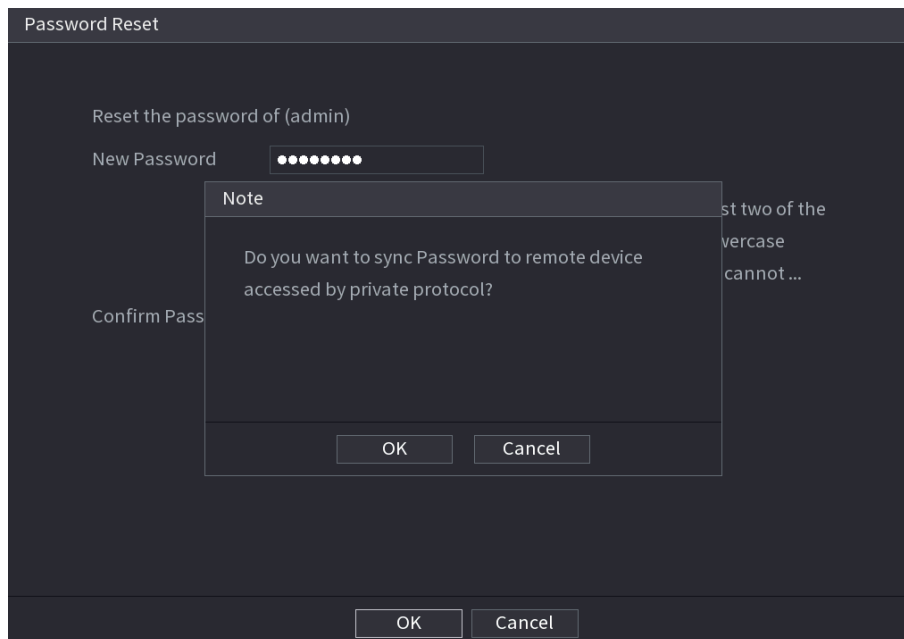 Password Reset
Reset the password of (admin)
New Password
Note
st two of the
Do you want to sync Password to remote device
accessed by private protocol?
cannot ...
Confirm Pass
OK Cancel
OK Cancel